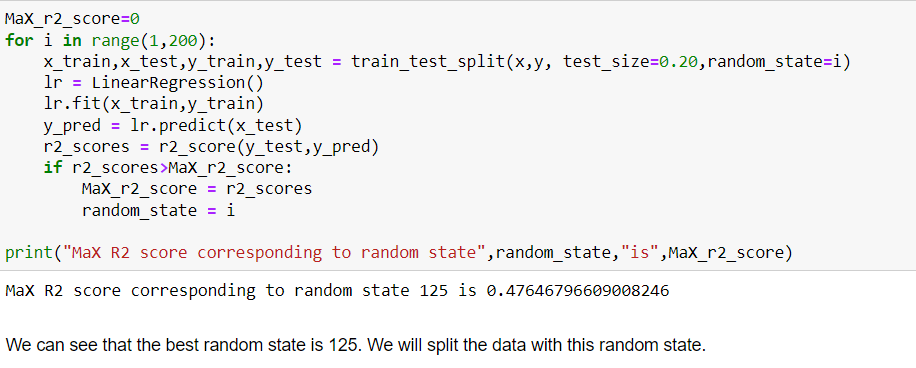 MaX_r2_score=0
for i in range(1,200):
    x_train,x_test,y_train,y_test = train_test_split(x,y, test_size=0.20,random_state=i)
    lr = LinearRegression()
    lr.fit(x_train,y_train)
    y_pred = lr.predict(x_test)
    r2_scores = r2_score(y_test,y_pred)
    if r2_scores>MaX_r2_score:
        MaX_r2_score = r2_scores
        random_state = i
print("MaX R2 score corresponding to random state",random_state,"is",MaX_r2_score)
MaX R2 score corresponding to random state 125 is 0.47646796609008246
We can see that the best random state is 125. We will split the data with this random state.